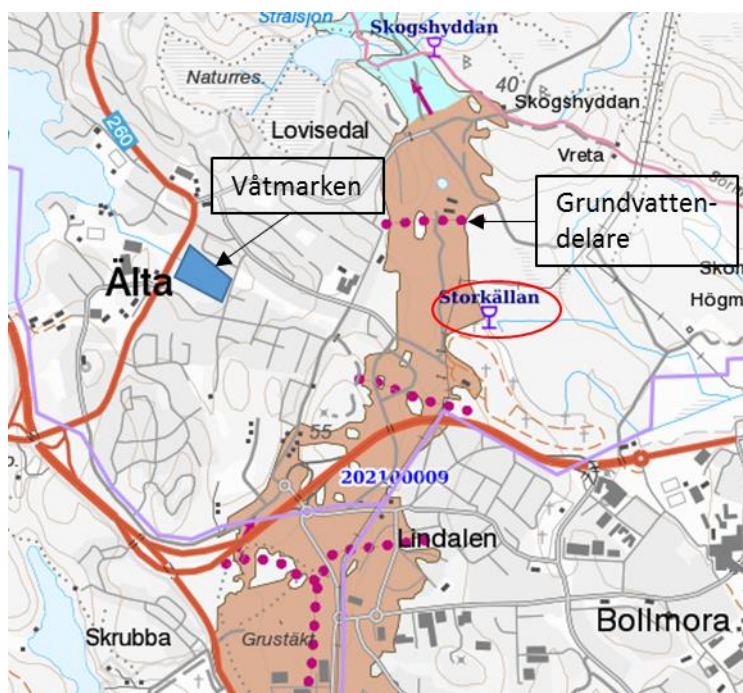 Strålsjön
Skogshyddan
Naturres.
40
Skogshyddan
260
Lovisedal
Vreta
Våtmarken
Grundvatten-
delare
Älta
Storkällan
Högm
55
202100009
Lindalen
Skrubba
Grustäkt
Bollmora